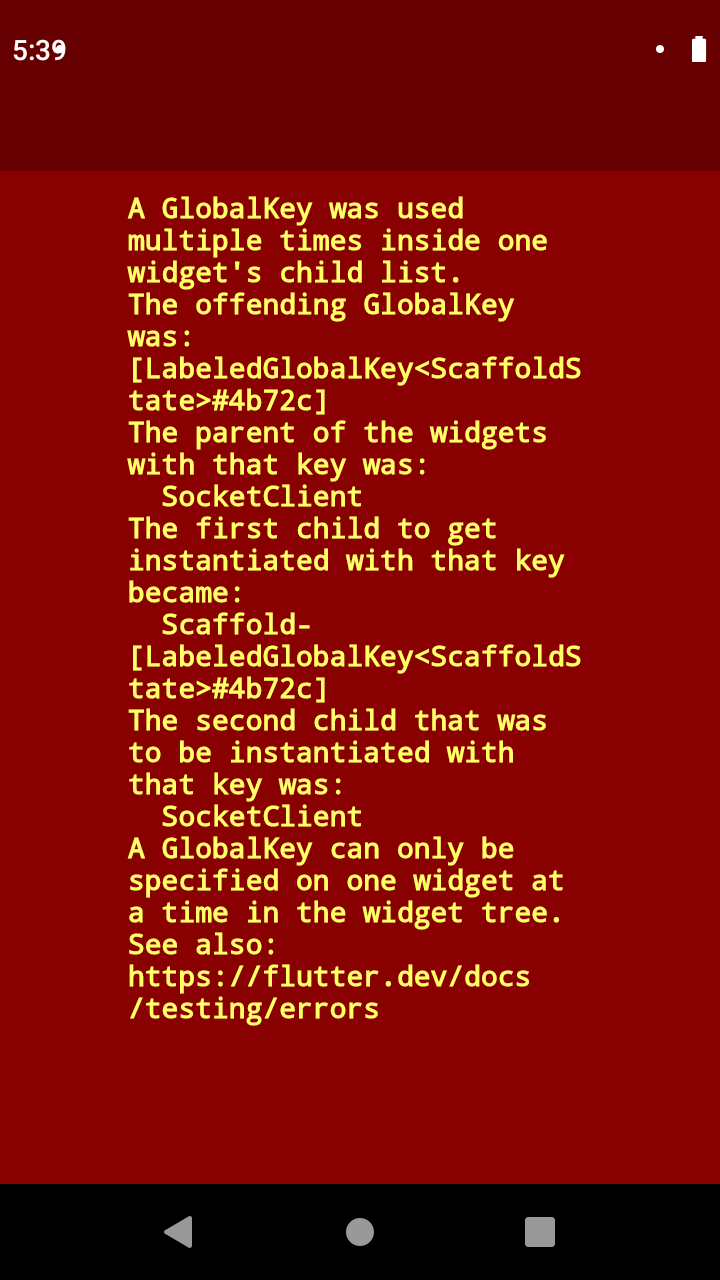 5:39
A GlobalKey was used
multiple times inside one
widget's child list.
The offending GlobalKey
was:
[LabeledGlobalKey<ScaffoldS
tate>#4b72c]
The parent of the widgets
with that key was:
  SocketClient
The first child to get
instantiated with that key
became:
  Scaffold-
[LabeledGlobalKey<ScaffoldS
tate>#4b72c]
The second child that was
to be instantiated with
that key was:
  SocketClient
A GlobalKey can only be
specified on one widget at
a time in the widget tree.
See also:
https://flutter.dev/docs
/testing/errors